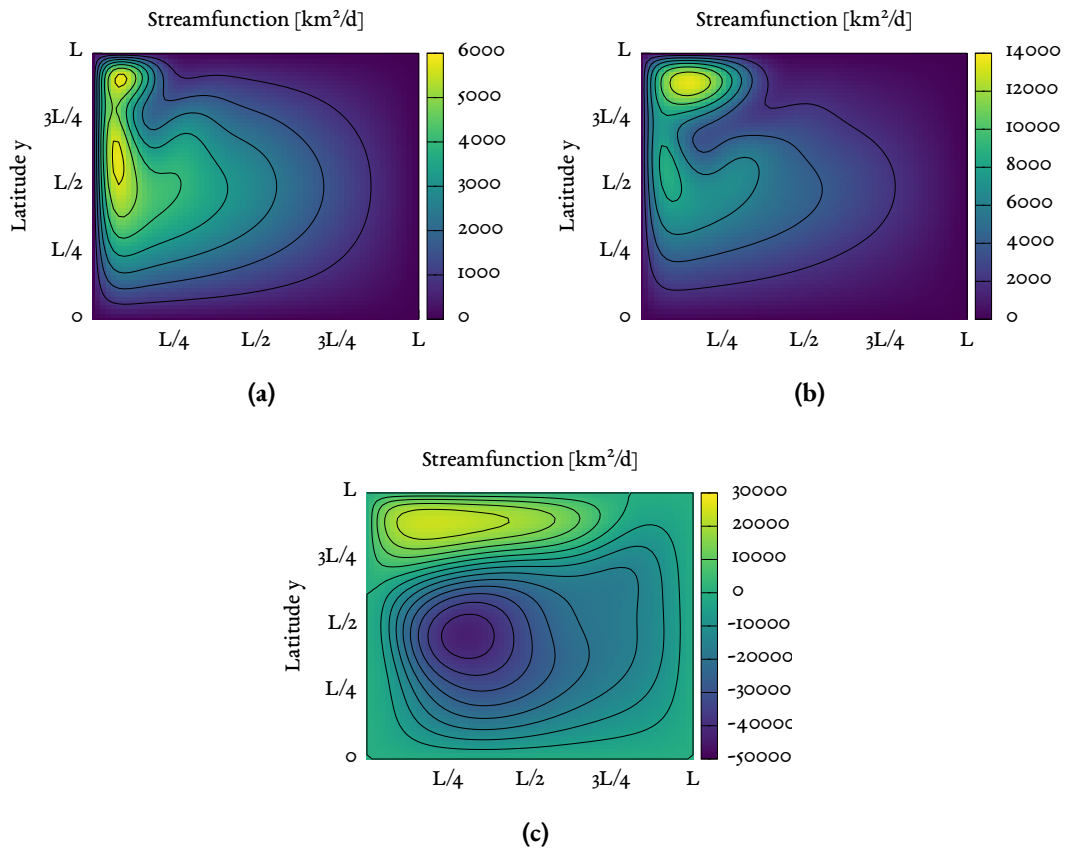 Streamfunction [km²/d]
L
3L/4
L/2
L/4
0
Latitude y
L/4 L/2 3L/4 L
6000
5000
4000
3000
2000
1000
0
(a)
Streamfunction [km²/d]
L
3L/4
L/2
L/4
0
Latitude y
L/4 L/2 3L/4 L
14000
12000
10000
8000
6000
4000
2000
0
(b)
Streamfunction [km²/d]
L
3L/4
L/2
L/4
0
Latitude y
L/4 L/2 3L/4 L
30000
20000
10000
0
-10000
-20000
-30000
-40000
-50000
(c)